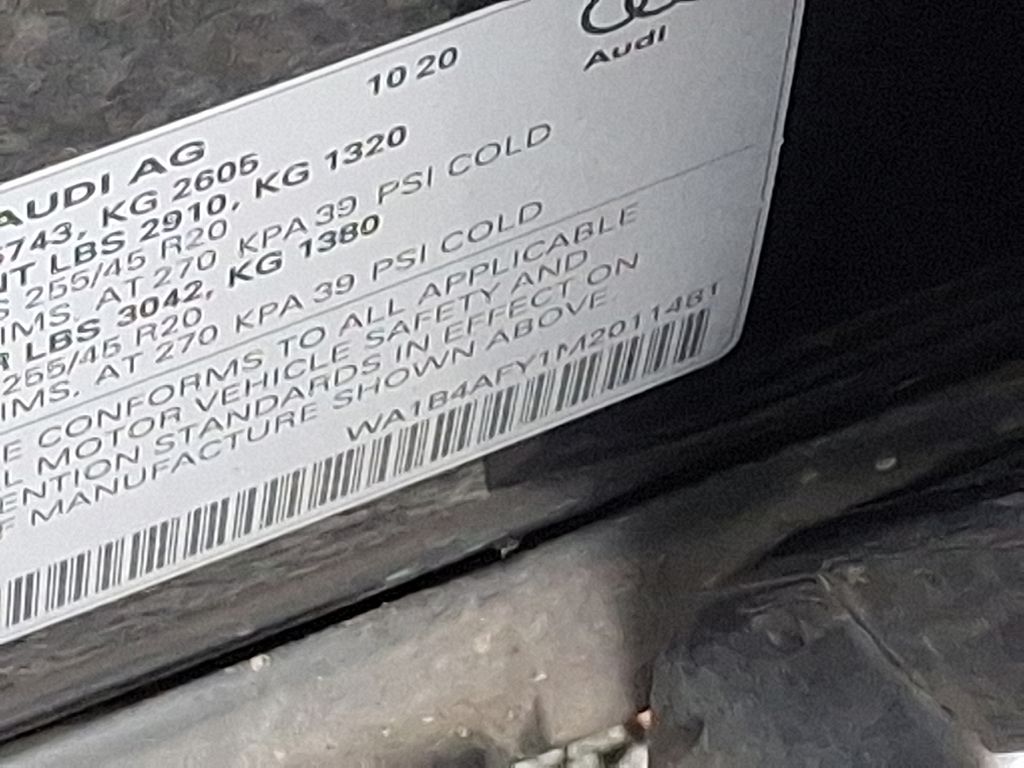 10 20
Audi
AUDI AG
5743, KG 2605
NT LBS 2910, KG 1320
S 255/45 R20
IMS. AT 270 KPA 39 PSI COLD
R LBS 3042, KG 1380
255/45 R20
IMS. AT 270 KPA 39 PSI COLD
E CONFORMS TO ALL APPLICABLE
L MOTOR VEHICLE SAFETY AND
ENTION STANDARDS IN EFFECT ON
F MANUFACTURE SHOWN ABOVE.
WA1B4AFY1M2011481